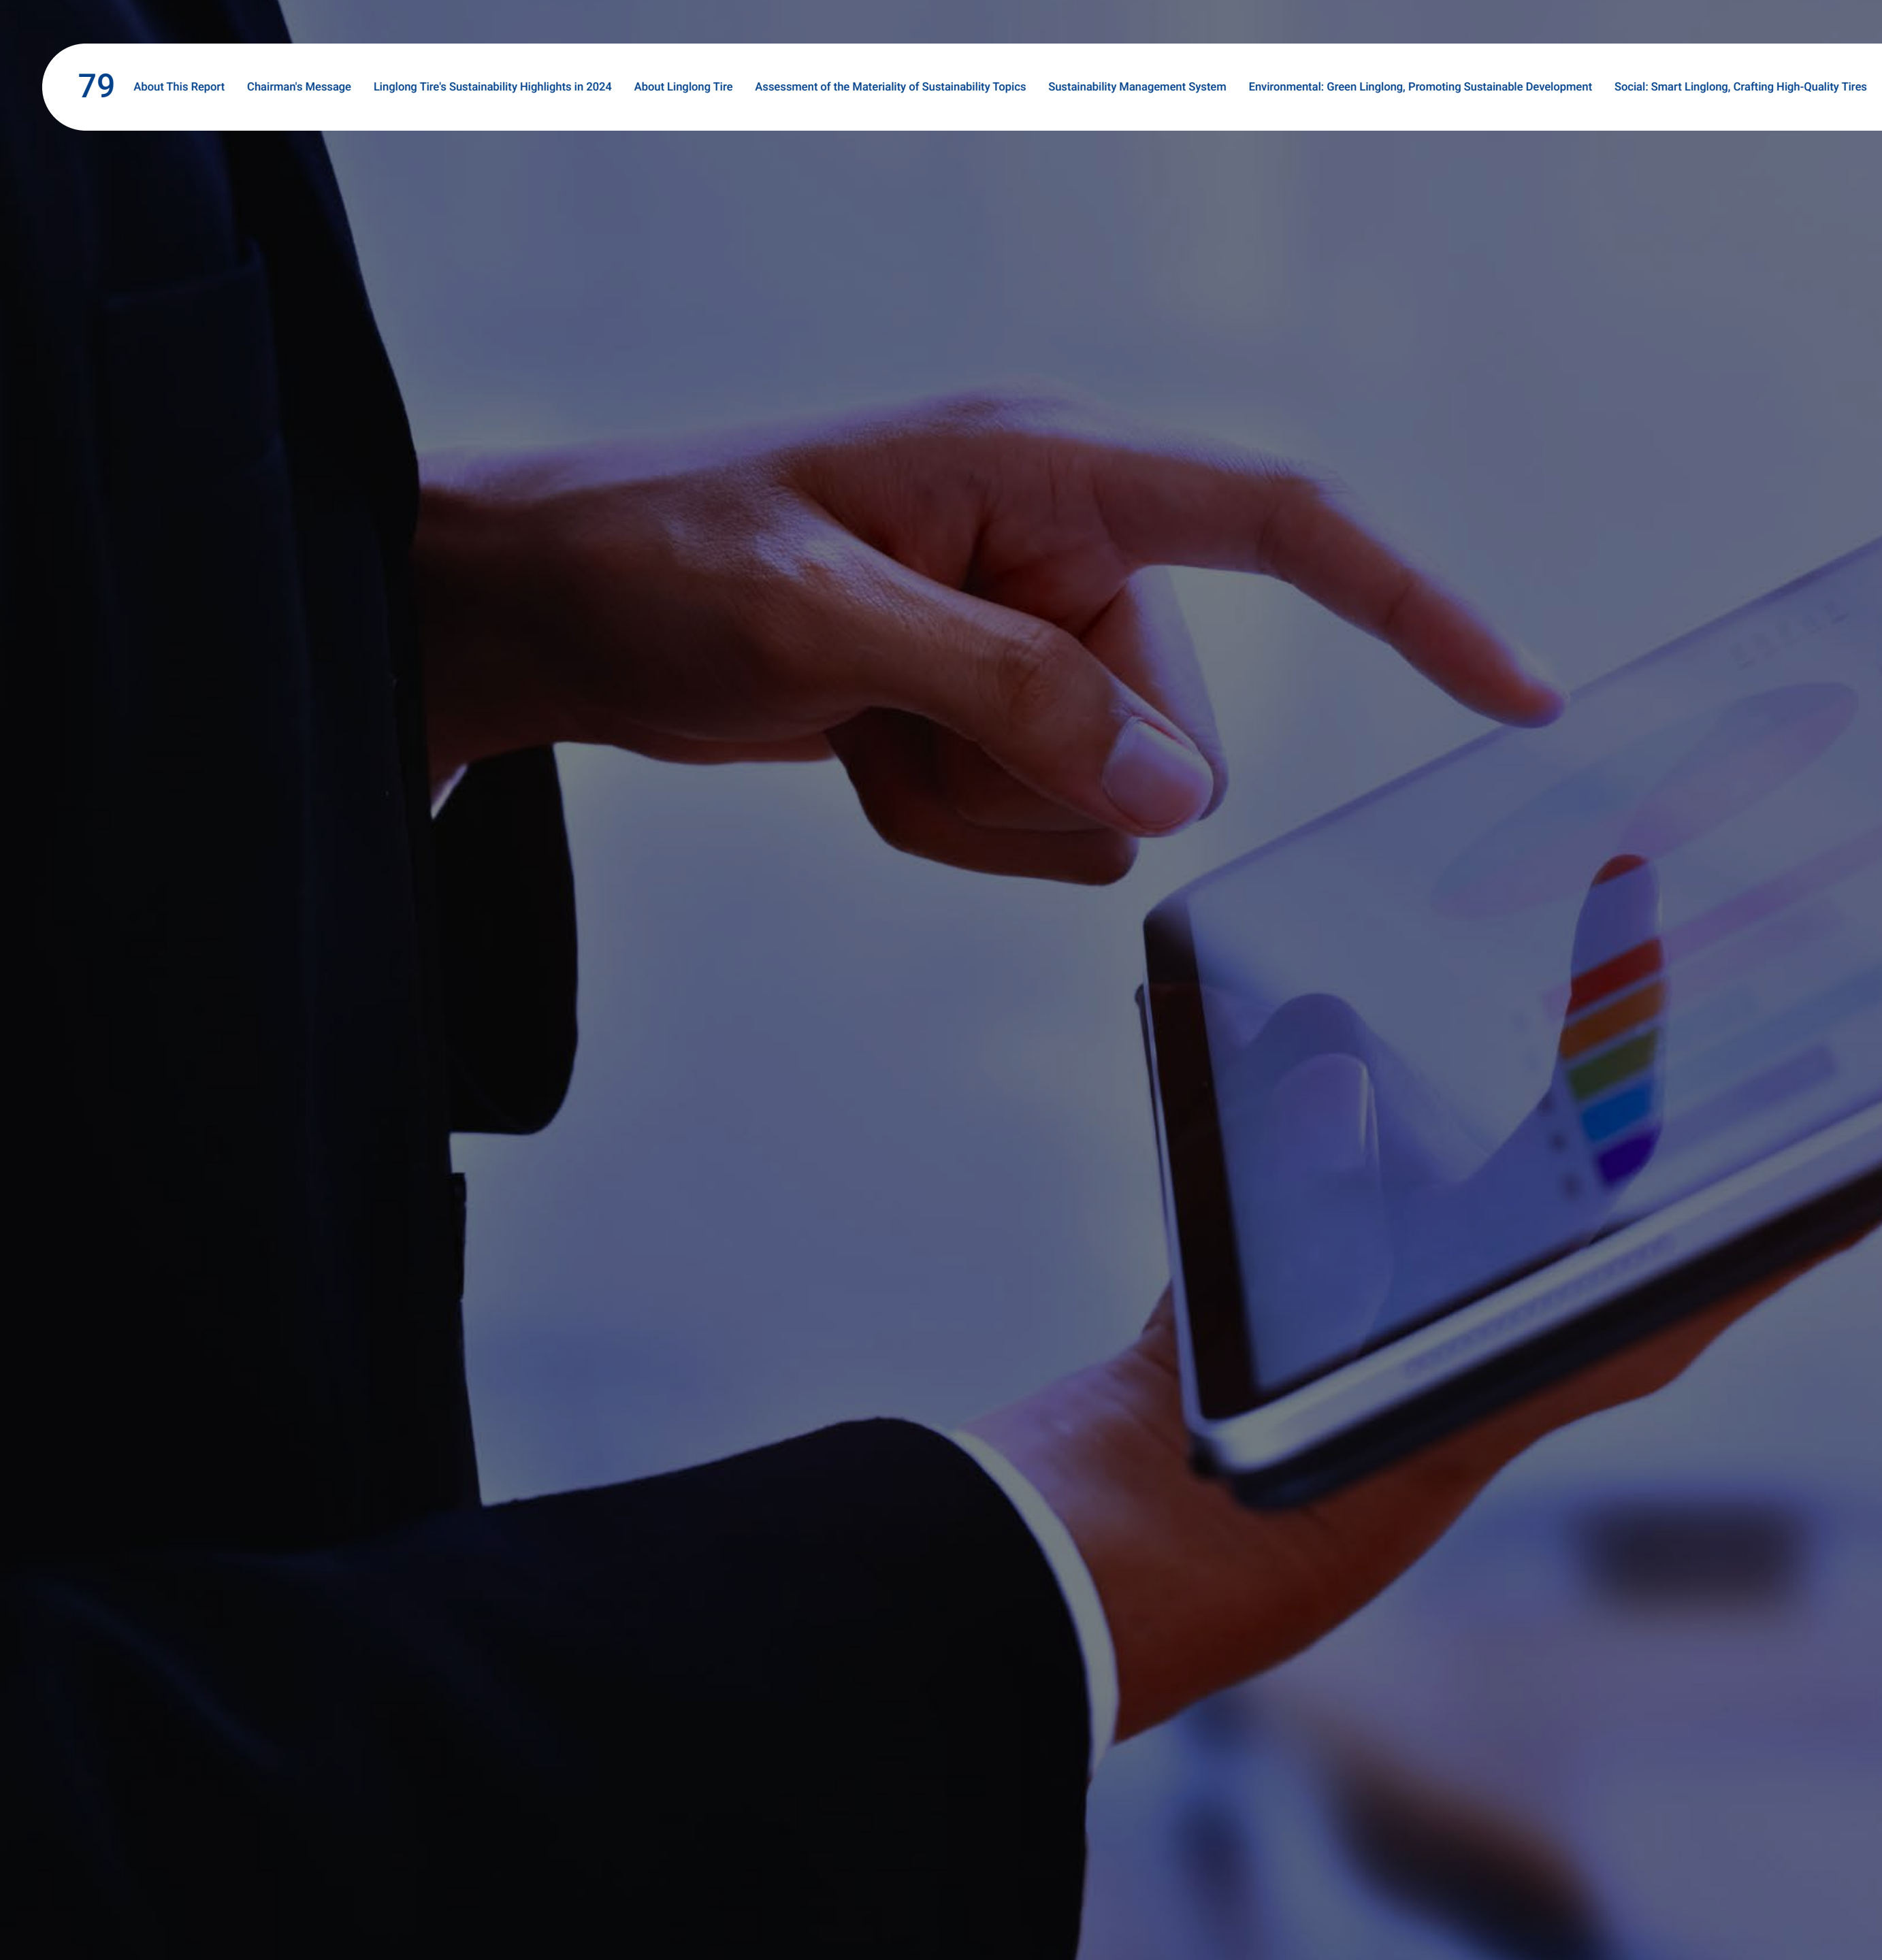 79 About This Report Chairman's Message Linglong Tire's Sustainability Highlights in 2024 About Linglong Tire Assessment of the Materiality of Sustainability Topics Sustainability Management System Environmental: Green Linglong, Promoting Sustainable Development Social: Smart Linglong, Crafting High-Quality Tires